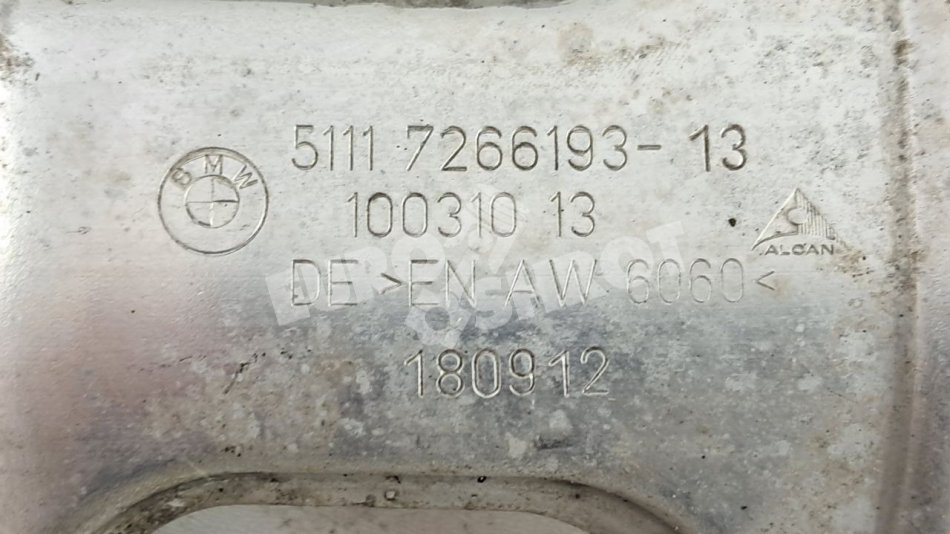 5111 7266193-13
BMW
100310 13
ALCAN
DE >EN AW 6060<
180912